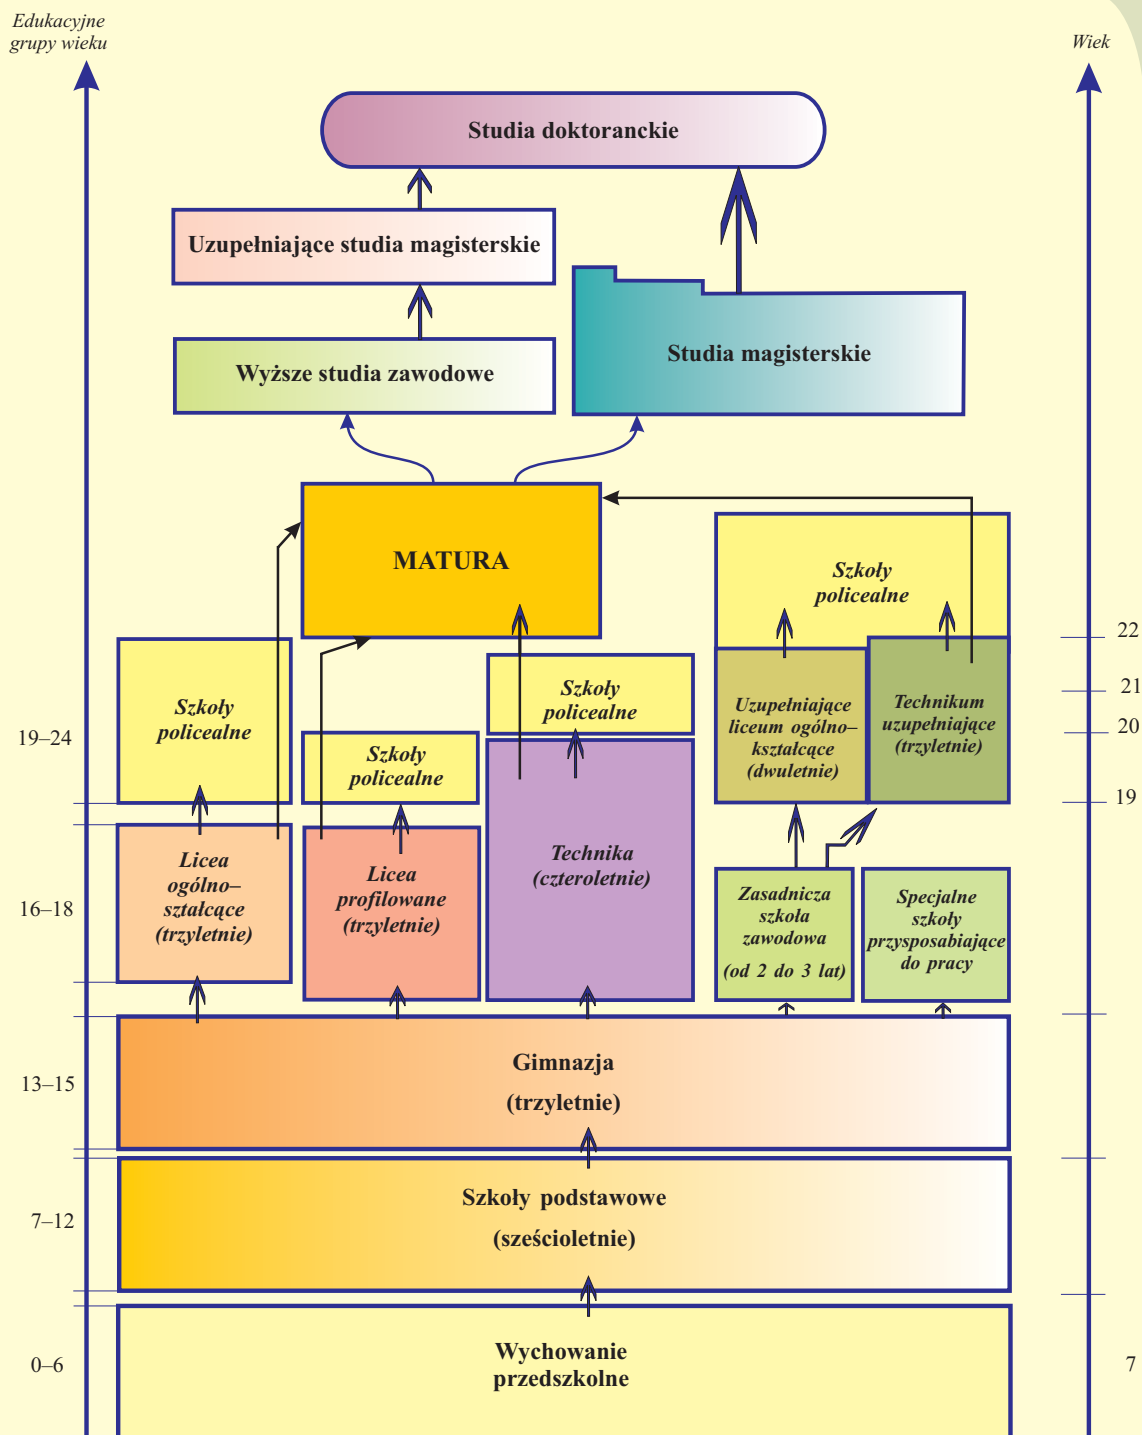 Edukacyjne
grupy wieku
Wiek
Studia doktoranckie
Uzupełniające studia magisterskie
Studia magisterskie
Wyższe studia zawodowe
MATURA
Szkoły
policealne
22
21
20
19
19–24
Szkoły
policealne
Szkoły
policealne
Szkoły
policealne
Uzupełniające
liceum ogólno–
kształcące
(dwuletnie)
Technikum
uzupełniające
(trzyletnie)
16–18
Licea
ogólno–
ształcące
(trzyletnie)
Licea
profilowane
(trzyletnie)
Technika
(czteroletnie)
Zasadnicza
szkoła
zawodowa
(od 2 do 3 lat)
Specjalne
szkoły
przysposabiające
do pracy
13–15
Gimnazja
(trzyletnie)
7–12
Szkoły podstawowe
(sześcioletnie)
0–6
Wychowanie
przedszkolne
7